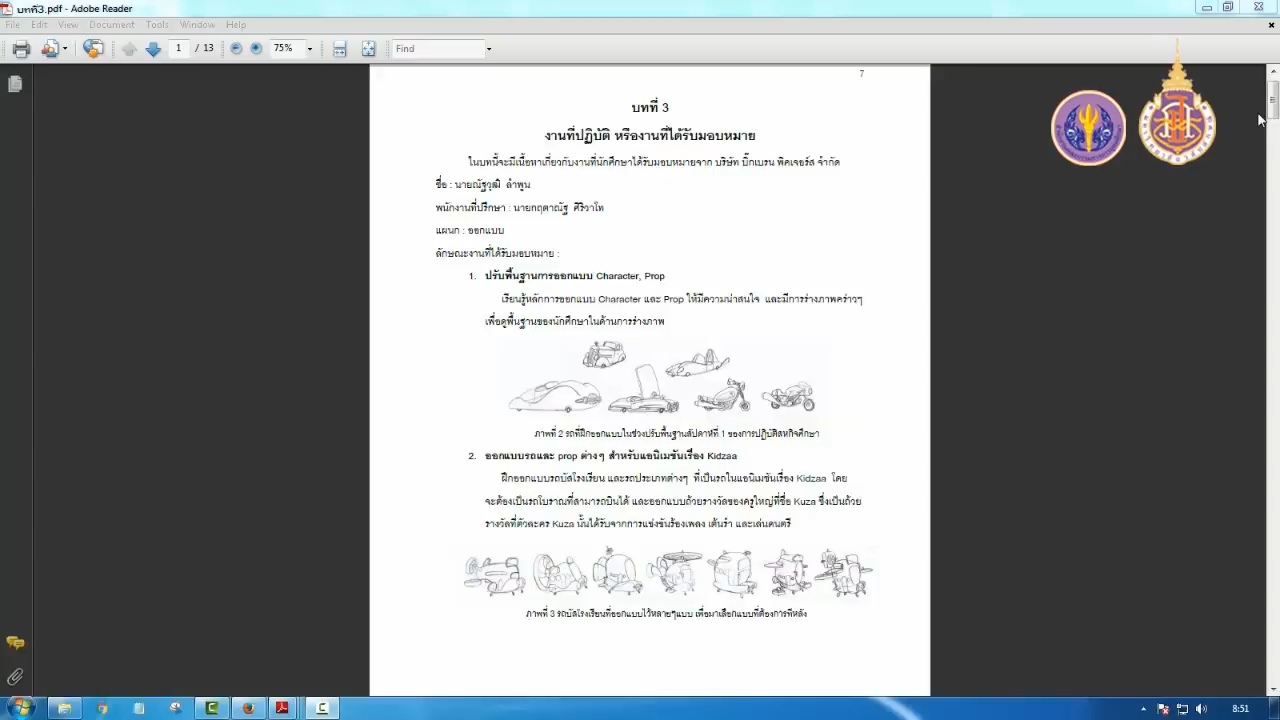 บทที่3.pdf - Adobe Reader
File Edit View Document Tools Window Help
1 / 13 75% Find
7
บทที่ 3
งานที่ปฏิบัติ หรืองานที่ได้รับมอบหมาย
ในบทนี้จะมีเนื้อหาเกี่ยวกับงานที่นักศึกษาได้รับมอบหมายจาก บริษัท บิ๊กเบรน พิคเจอร์ส จำกัด
ชื่อ : นายณัฐวุฒิ ลำพูน
พนักงานที่ปรึกษา : นายกฤตาณัฐ ศิริวาโท
แผนก : ออกแบบ
ลักษณะงานที่ได้รับมอบหมาย :
1. ปรับพื้นฐานการออกแบบ Character, Prop
เรียนรู้หลักการออกแบบ Character และ Prop ให้มีความน่าสนใจ และมีการร่างภาพคร่าวๆ
เพื่อดูพื้นฐานของนักศึกษาในด้านการร่างภาพ
ภาพที่ 2 รถที่ฝึกออกแบบในช่วงปรับพื้นฐานสัปดาห์ที่ 1 ของการปฏิบัติสหกิจศึกษา
2. ออกแบบรถและ prop ต่างๆ สำหรับแอนิเมชันเรื่อง Kidzaa
ฝึกออกแบบรถบัสโรงเรียน และรถประเภทต่างๆ ที่เป็นรถในแอนิเมชันเรื่อง Kidzaa โดย
จะต้องเป็นรถโบราณที่สามารถบินได้ และออกแบบถ้วยรางวัลของครูใหญ่ที่ชื่อ Kuza ซึ่งเป็นถ้วย
รางวัลที่ตัวละคร Kuza นั้นได้รับจากการแข่งขันร้องเพลง เต้นรำ และเล่นดนตรี
ภาพที่ 3 รถบัสโรงเรียนที่ออกแบบไว้หลายๆแบบ เพื่อมาเลือกแบบที่ต้องการทีหลัง
8:51